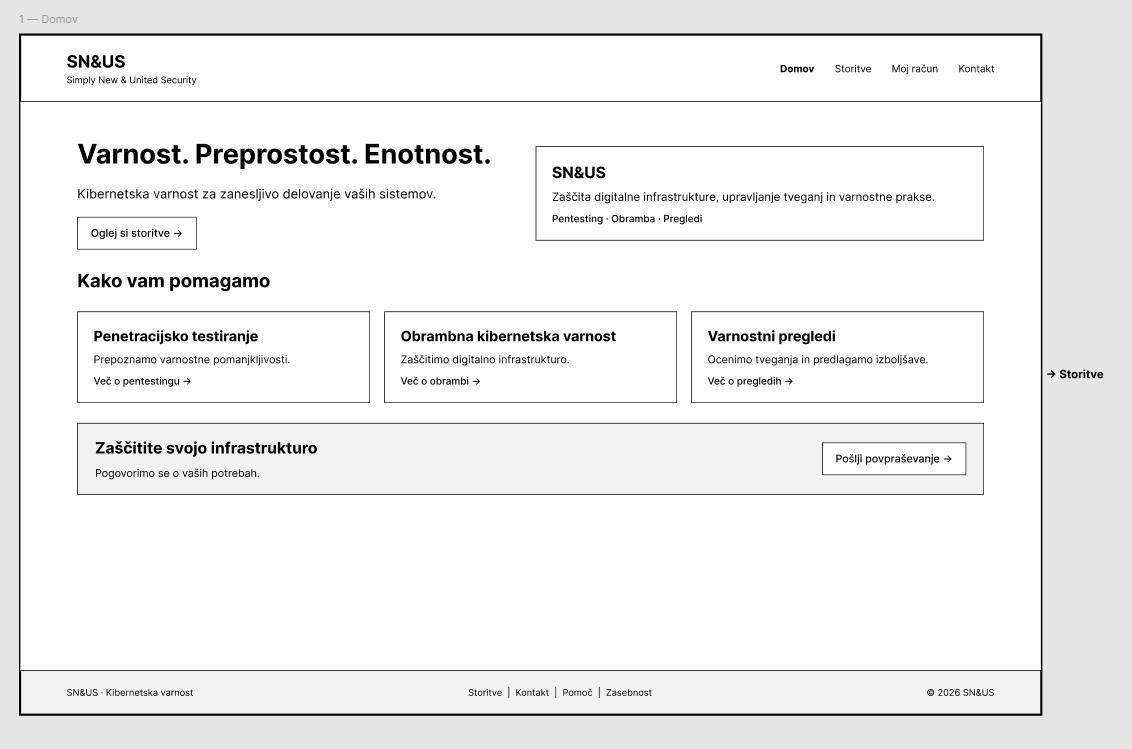 1 — Domov
SN&US
Simply New & United Security
Domov Storitve Moj račun Kontakt
Varnost. Preprostost. Enotnost.
Kibernetska varnost za zanesljivo delovanje vaših sistemov.
Oglej si storitve →
SN&US
Zaščita digitalne infrastrukture, upravljanje tveganj in varnostne prakse.
Pentesting · Obramba · Pregledi
Kako vam pomagamo
Penetracijsko testiranje
Prepoznamo varnostne pomanjkljivosti.
Več o pentestingu →
Obrambna kibernetska varnost
Zaščitimo digitalno infrastrukturo.
Več o obrambi →
Varnostni pregledi
Ocenimo tveganja in predlagamo izboljšave.
Več o pregledih →
→ Storitve
Zaščitite svojo infrastrukturo
Pogovorimo se o vaših potrebah.
Pošlji povpraševanje →
SN&US · Kibernetska varnost
Storitve | Kontakt | Pomoč | Zasebnost
© 2026 SN&US